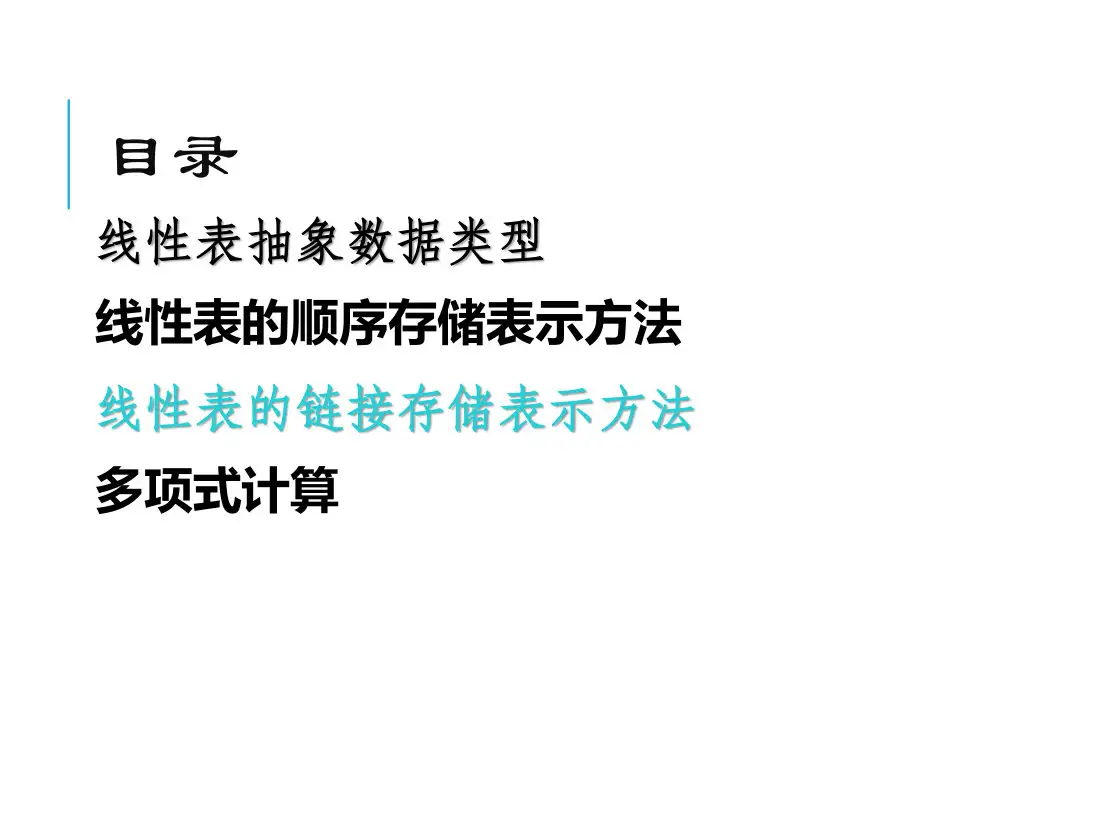 目录
线性表抽象数据类型
线性表的顺序存储表示方法
线性表的链接存储表示方法
多项式计算